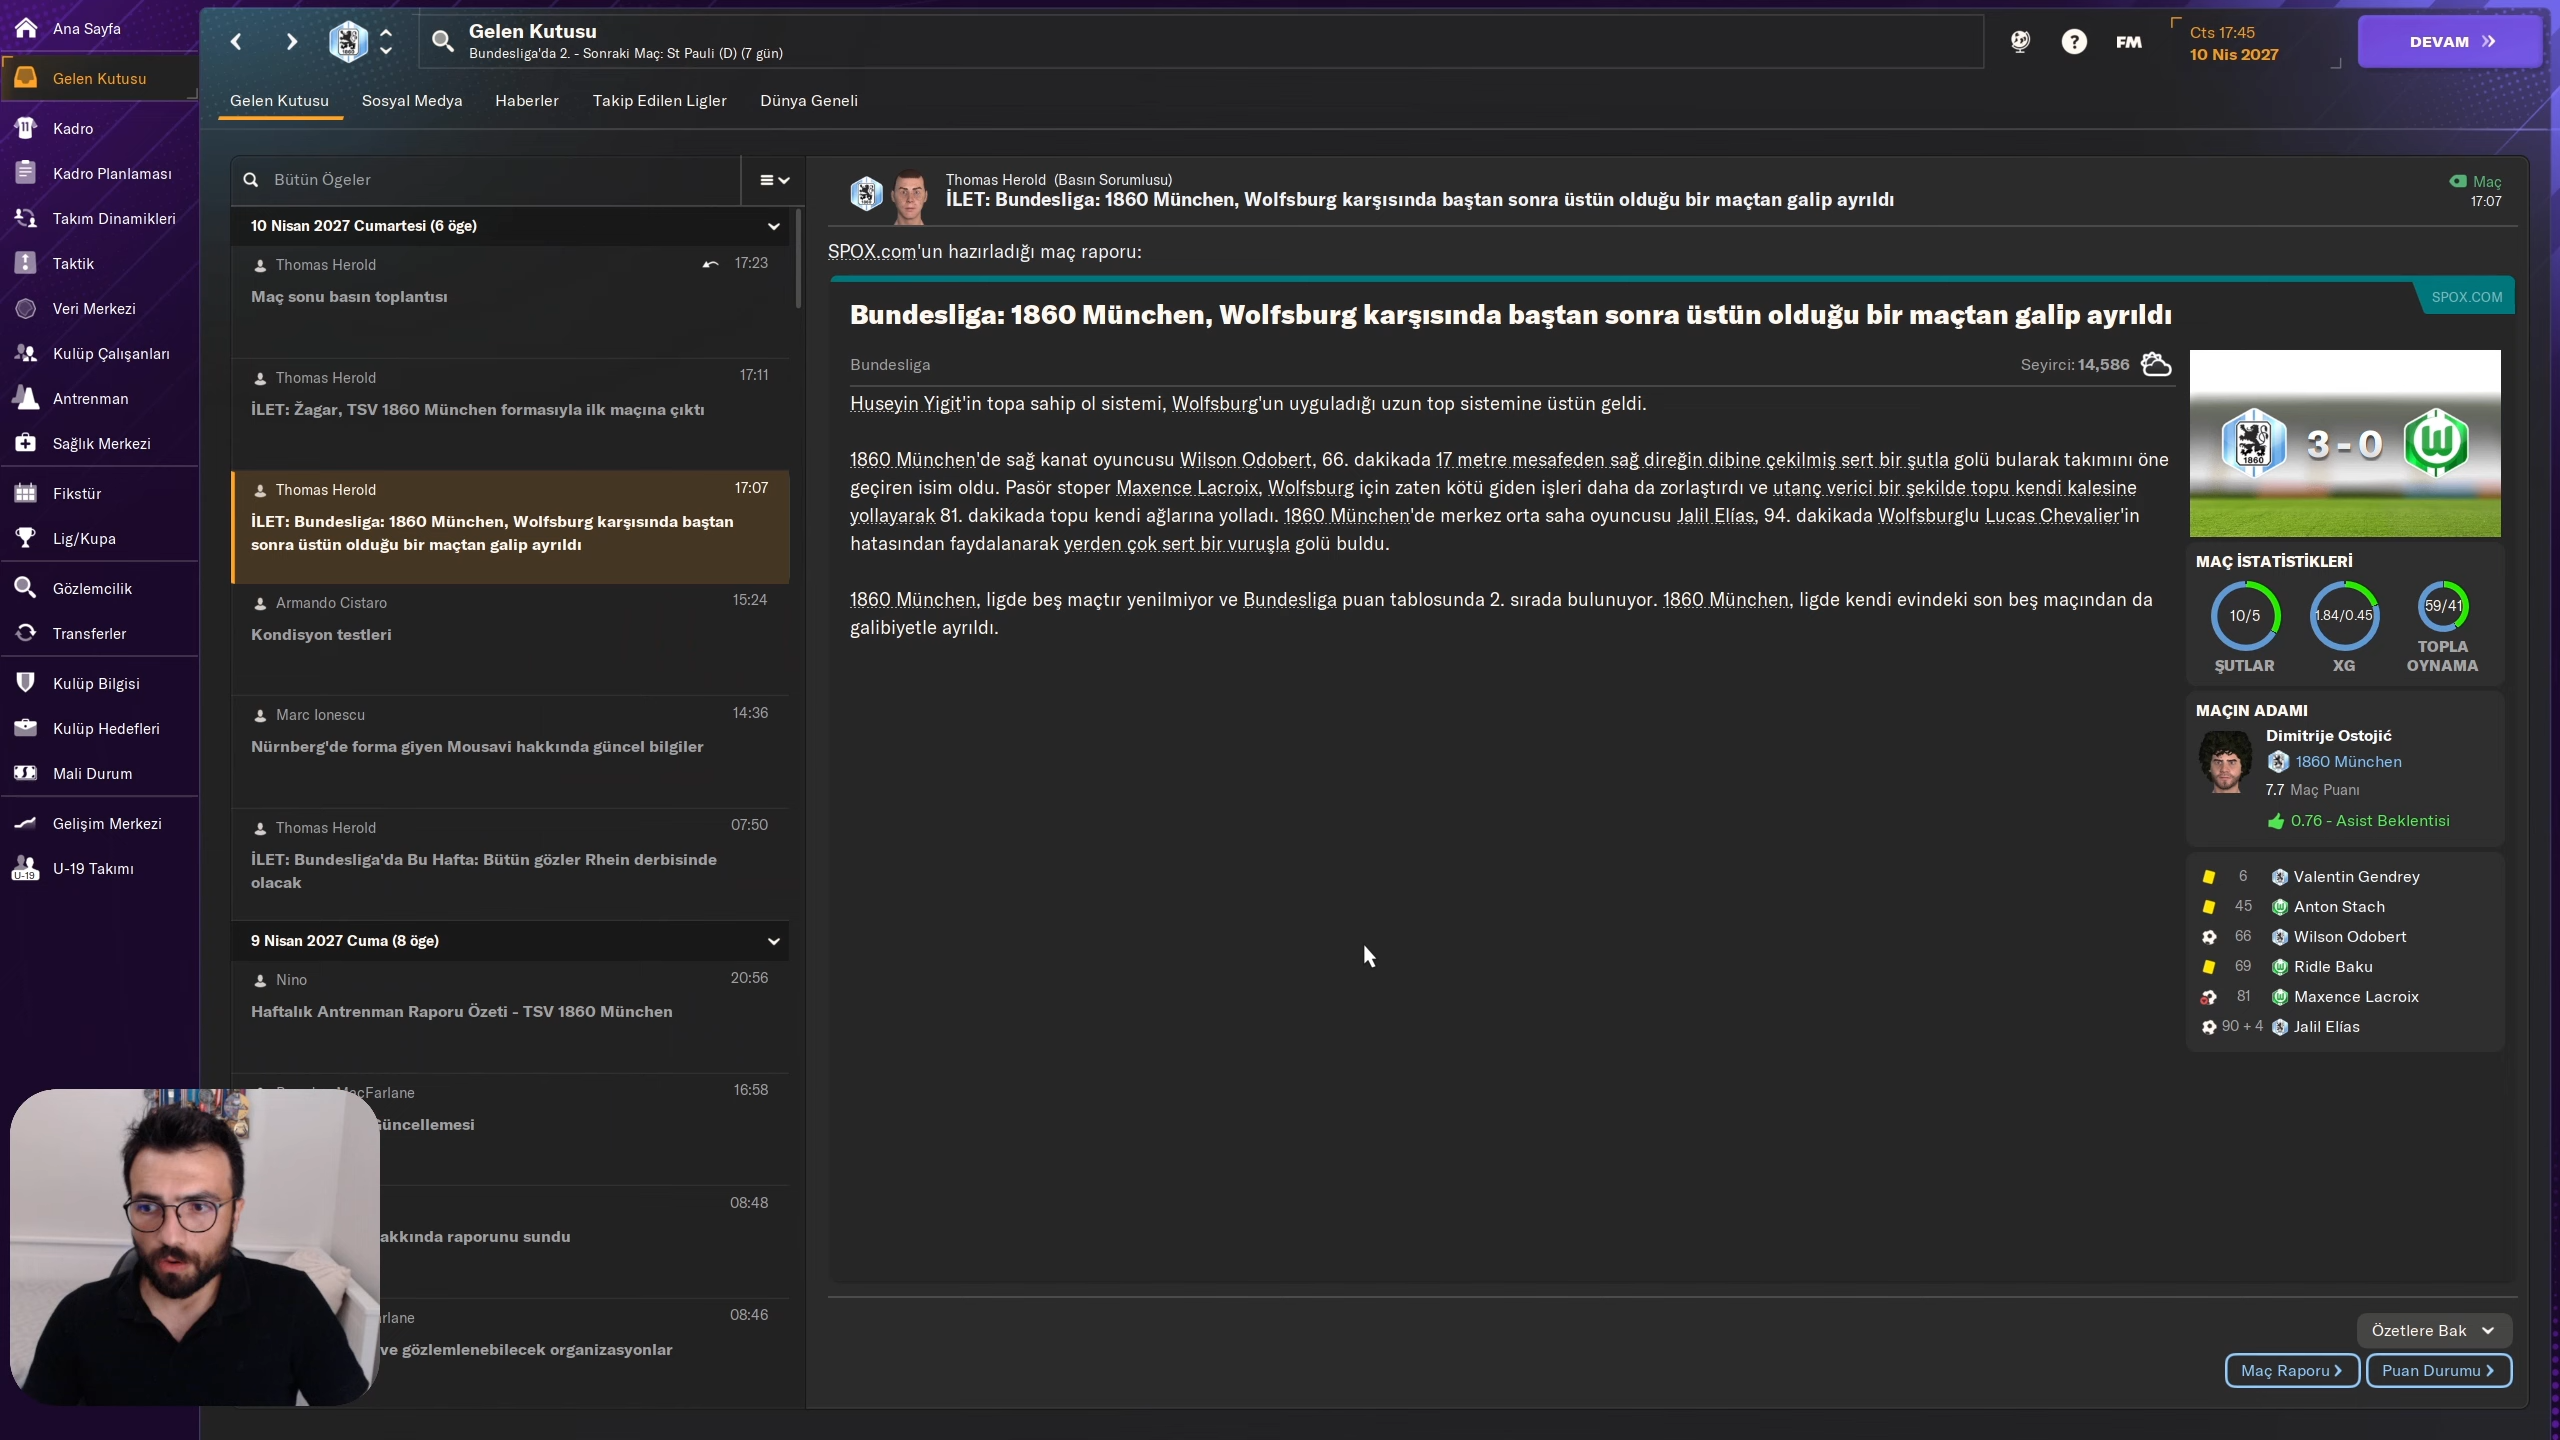 Ana Sayfa
Gelen Kutusu
Kadro
Kadro Planlaması
Takım Dinamikleri
Taktik
Veri Merkezi
Kulüp Çalışanları
Antrenman
Sağlık Merkezi
Fikstür
Lig/Kupa
Gözlemcilik
Transferler
Kulüp Bilgisi
Kulüp Hedefleri
Mali Durum
Gelişim Merkezi
U-19 Takımı
Gelen Kutusu
Bundesliga'da 2. - Sonraki Maç: St Pauli (D) (7 gün)
FM
Cts 17:45
10 Nis 2027
DEVAM
Gelen Kutusu Sosyal Medya Haberler Takip Edilen Ligler Dünya Geneli
Bütün Ögeler
10 Nisan 2027 Cumartesi (6 öge)
Thomas Herold 17:23
Maç sonu basın toplantısı
Thomas Herold 17:11
İLET: Žagar, TSV 1860 München formasıyla ilk maçına çıktı
Thomas Herold 17:07
İLET: Bundesliga: 1860 München, Wolfsburg karşısında baştan
sonra üstün olduğu bir maçtan galip ayrıldı
Armando Cistaro 15:24
Kondisyon testleri
Marc Ionescu 14:36
Nürnberg'de forma giyen Mousavi hakkında güncel bilgiler
Thomas Herold 07:50
İLET: Bundesliga'da Bu Hafta: Bütün gözler Rhein derbisinde
olacak
9 Nisan 2027 Cuma (8 öge)
Nino 20:56
Haftalık Antrenman Raporu Özeti - TSV 1860 München
acFarlane 16:58
üncellemesi
08:48
akkında raporunu sundu
rlane 08:46
ve gözlemlenebilecek organizasyonlar
Thomas Herold (Basın Sorumlusu)
İLET: Bundesliga: 1860 München, Wolfsburg karşısında baştan sonra üstün olduğu bir maçtan galip ayrıldı
Maç
17:07
SPOX.com'un hazırladığı maç raporu:
SPOX.COM
Bundesliga: 1860 München, Wolfsburg karşısında baştan sonra üstün olduğu bir maçtan galip ayrıldı
Bundesliga Seyirci: 14,586
Huseyin Yigit'in topa sahip ol sistemi, Wolfsburg'un uyguladığı uzun top sistemine üstün geldi.
1860 München'de sağ kanat oyuncusu Wilson Odobert, 66. dakikada 17 metre mesafeden sağ direğin dibine çekilmiş sert bir şutla golü bularak takımını öne
geçiren isim oldu. Pasör stoper Maxence Lacroix, Wolfsburg için zaten kötü giden işleri daha da zorlaştırdı ve utanç verici bir şekilde topu kendi kalesine
yollayarak 81. dakikada topu kendi ağlarına yolladı. 1860 München'de merkez orta saha oyuncusu Jalil Elías, 94. dakikada Wolfsburglu Lucas Chevalier'in
hatasından faydalanarak yerden çok sert bir vuruşla golü buldu.
1860 München, ligde beş maçtır yenilmiyor ve Bundesliga puan tablosunda 2. sırada bulunuyor. 1860 München, ligde kendi evindeki son beş maçından da
galibiyetle ayrıldı.
3 - 0
MAÇ İSTATİSTİKLERİ
10/5 1.84/0.45 59/41
ŞUTLAR XG TOPLA OYNAMA
MAÇIN ADAMI
Dimitrije Ostojić
1860 München
7.7 Maç Puanı
0.76 - Asist Beklentisi
6 Valentin Gendrey
45 Anton Stach
66 Wilson Odobert
69 Ridle Baku
81 Maxence Lacroix
90 + 4 Jalil Elías
Özetlere Bak
Maç Raporu Puan Durumu